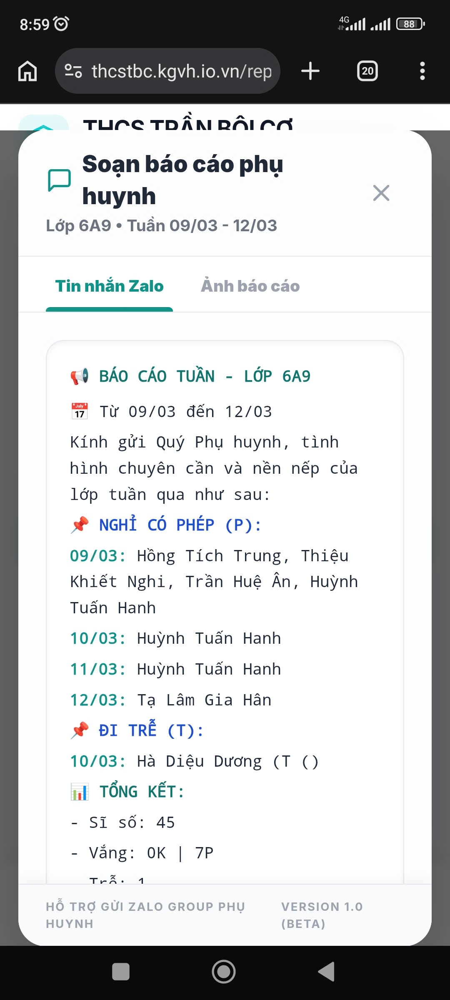 8:59
4G
88
thcstbc.kgvh.io.vn/rep
20
THCS TRẦN BỘI CƠ
Soạn báo cáo phụ
huynh
Lớp 6A9 • Tuần 09/03 - 12/03
Tin nhắn Zalo
Ảnh báo cáo
📢 BÁO CÁO TUẦN - LỚP 6A9
📅 Từ 09/03 đến 12/03
Kính gửi Quý Phụ huynh, tình
hình chuyên cần và nền nếp của
lớp tuần qua như sau:
📌 NGHỈ CÓ PHÉP (P):
09/03: Hồng Tích Trung, Thiệu
Khiết Nghi, Trần Huệ Ân, Huỳnh
Tuấn Hanh
10/03: Huỳnh Tuấn Hanh
11/03: Huỳnh Tuấn Hanh
12/03: Tạ Lâm Gia Hân
📌 ĐI TRỄ (T):
10/03: Hà Diệu Dương (T ()
📊 TỔNG KẾT:
- Sĩ số: 45
- Vắng: 0K | 7P
Trễ: 1
HỖ TRỢ GỬI ZALO GROUP PHỤ
HUYNH
VERSION 1.0
(BETA)